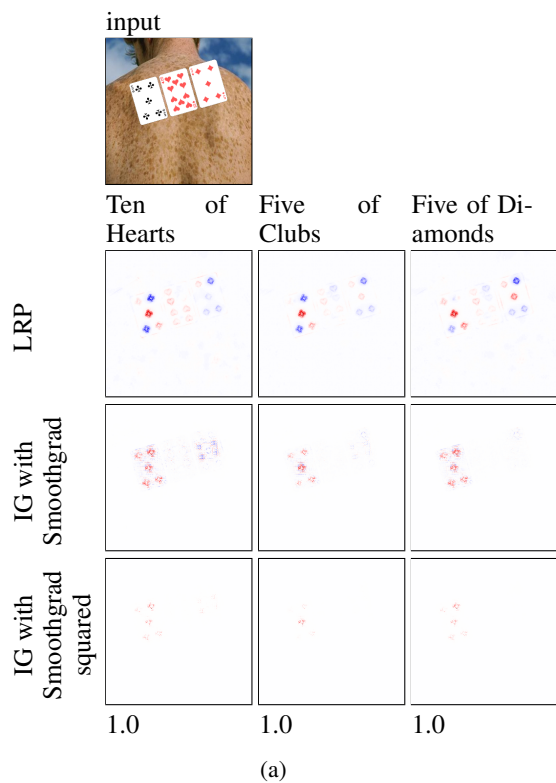 input
Ten of
Hearts
Five of
Clubs
Five of Di-
amonds
LRP
IG with
Smoothgrad
IG with
Smoothgrad
squared
1.0
1.0
1.0
(a)